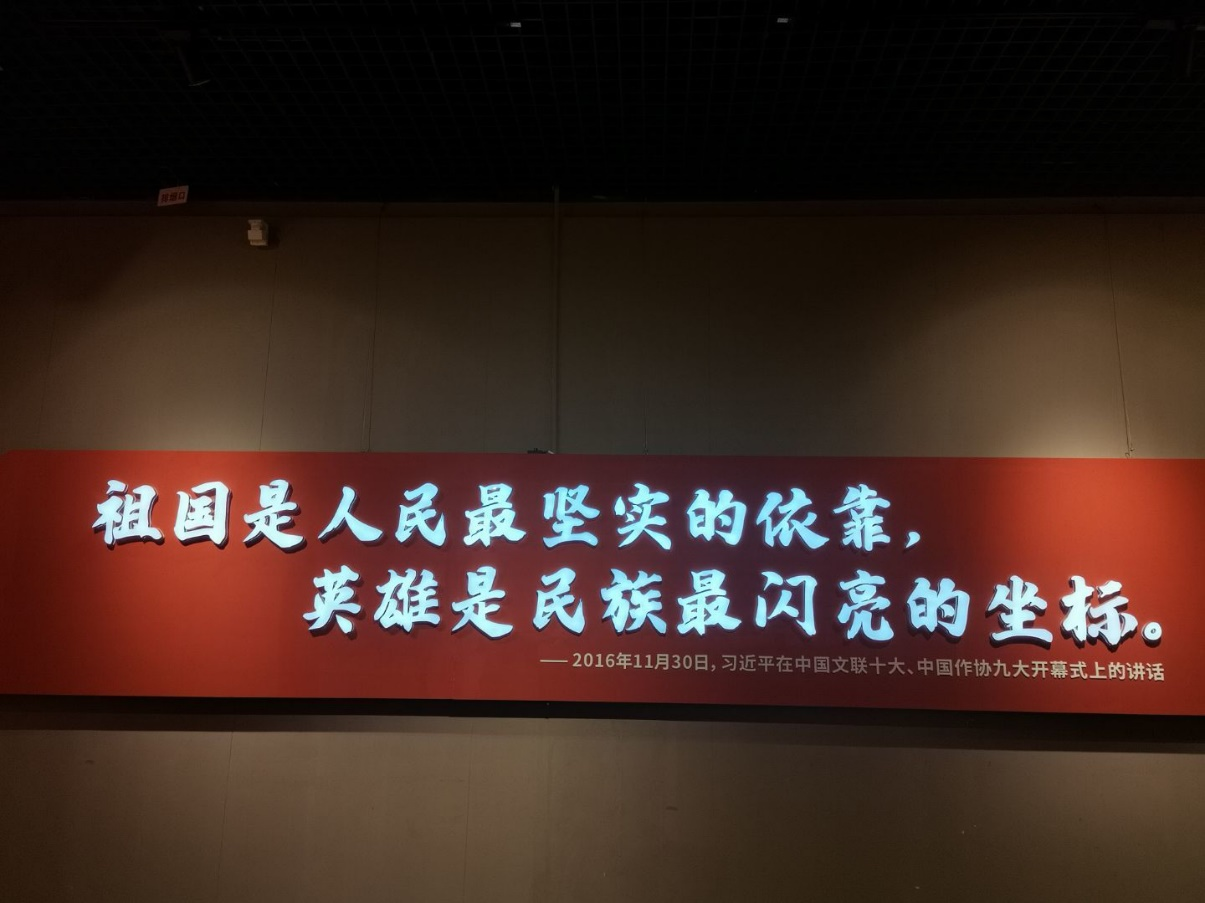 祖国是人民最坚实的依靠，
英雄是民族最闪亮的坐标。
——2016年11月30日，习近平在中国文联十大、中国作协九大开幕式上的讲话